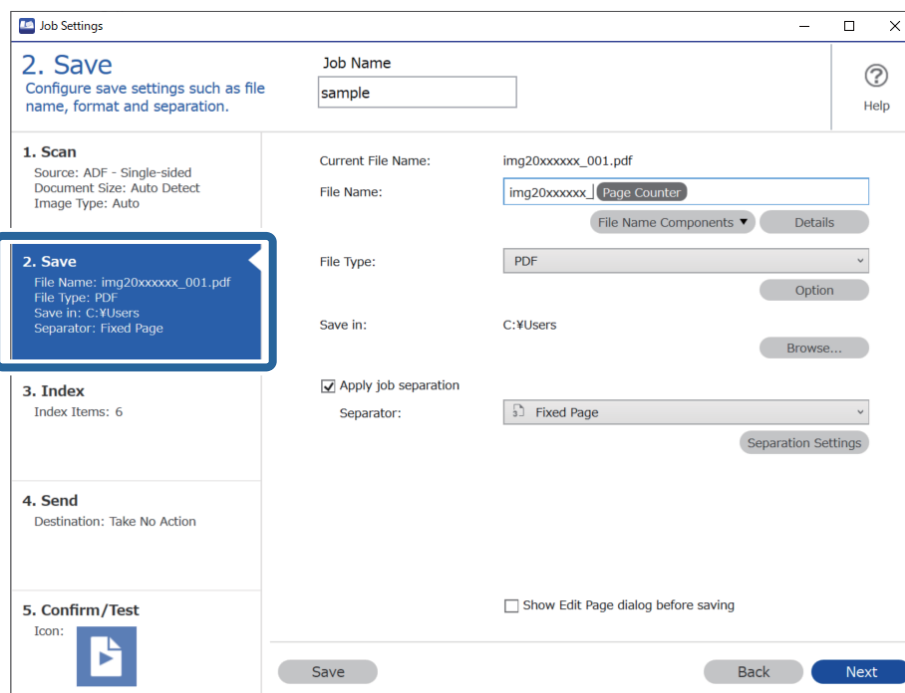 Job Settings
2. Save
Configure save settings such as file
name, format and separation.
Job Name
sample
Help
1. Scan
Source: ADF - Single-sided
Document Size: Auto Detect
Image Type: Auto
2. Save
File Name: img20xxxxxx_001.pdf
File Type: PDF
Save in: C:¥Users
Separator: Fixed Page
3. Index
Index Items: 6
4. Send
Destination: Take No Action
5. Confirm/Test
Icon:
Current File Name: img20xxxxxx_001.pdf
File Name: img20xxxxxx_ Page Counter
File Name Components ▼ Details
File Type: PDF
Option
Save in: C:¥Users
Browse...
Apply job separation
Separator: Fixed Page
Separation Settings
Show Edit Page dialog before saving
Save Back Next